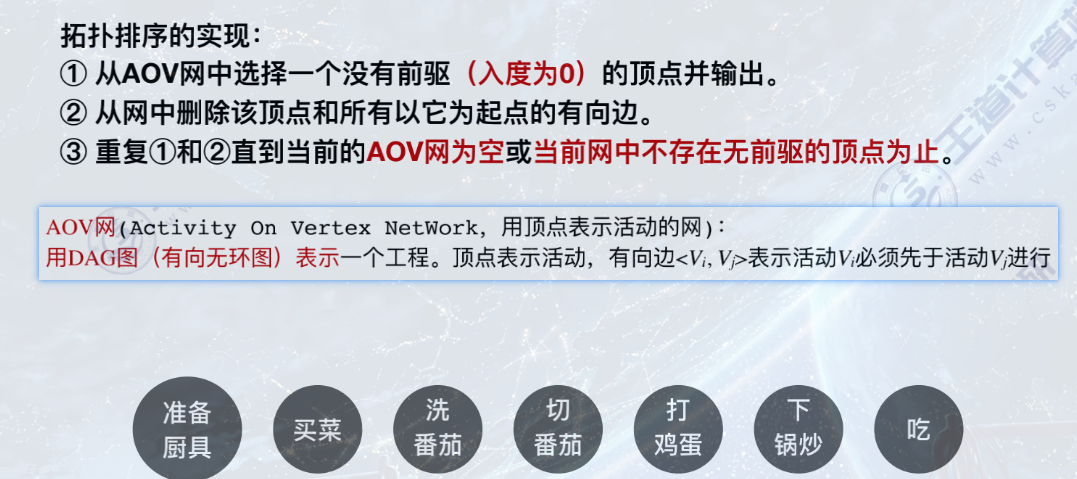 拓扑排序的实现：
① 从AOV网中选择一个没有前驱（入度为0）的顶点并输出。
② 从网中删除该顶点和所有以它为起点的有向边。
③ 重复①和②直到当前的AOV网为空或当前网中不存在无前驱的顶点为止。
AOV网(Activity On Vertex NetWork，用顶点表示活动的网)：
用DAG图（有向无环图）表示一个工程。顶点表示活动，有向边<Vi, Vj>表示活动Vi必须先于活动Vj进行
准备
厨具
买菜
洗
番茄
切
番茄
打
鸡蛋
下
锅炒
吃
王道计算机
www.csk